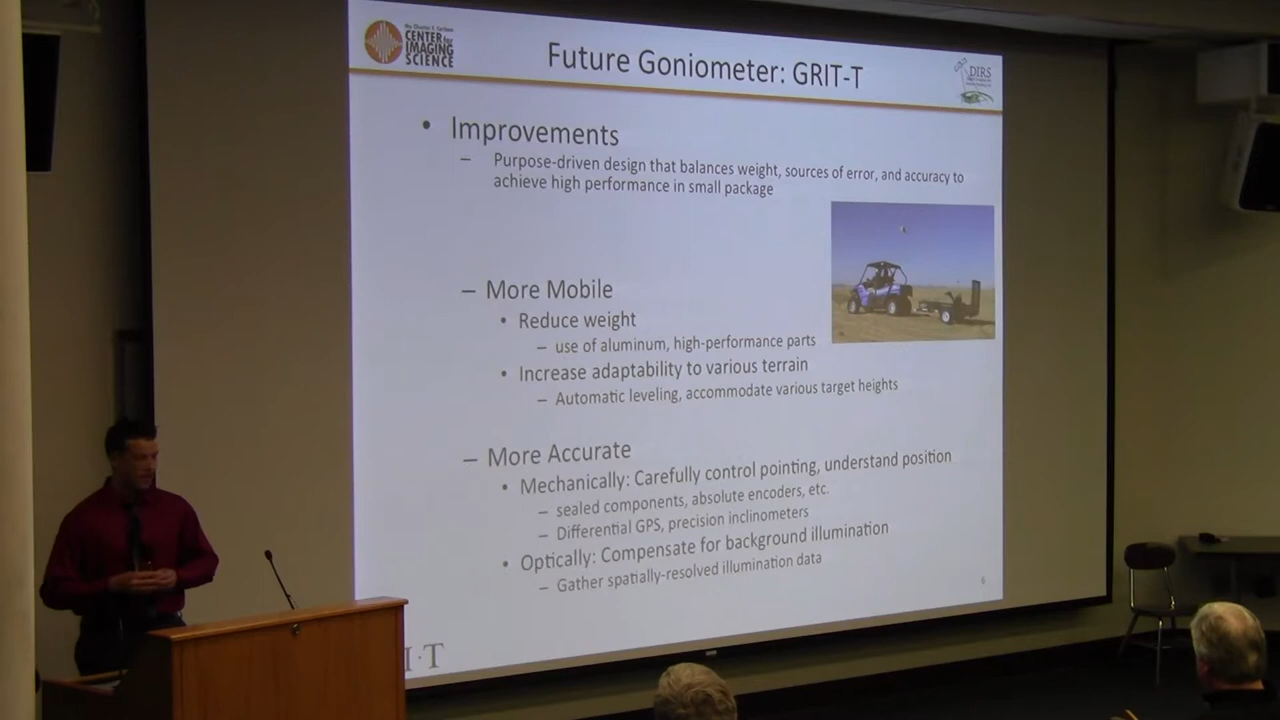 CENTER for
IMAGING
SCIENCE
Future Goniometer: GRIT-T
DIRS
• Improvements
– Purpose-driven design that balances weight, sources of error, and accuracy to
achieve high performance in small package
– More Mobile
• Reduce weight
– use of aluminum, high-performance parts
• Increase adaptability to various terrain
– Automatic leveling, accommodate various target heights
– More Accurate
• Mechanically: Carefully control pointing, understand position
– sealed components, absolute encoders, etc.
– Differential GPS, precision inclinometers
• Optically: Compensate for background illumination
– Gather spatially-resolved illumination data
6
I·T